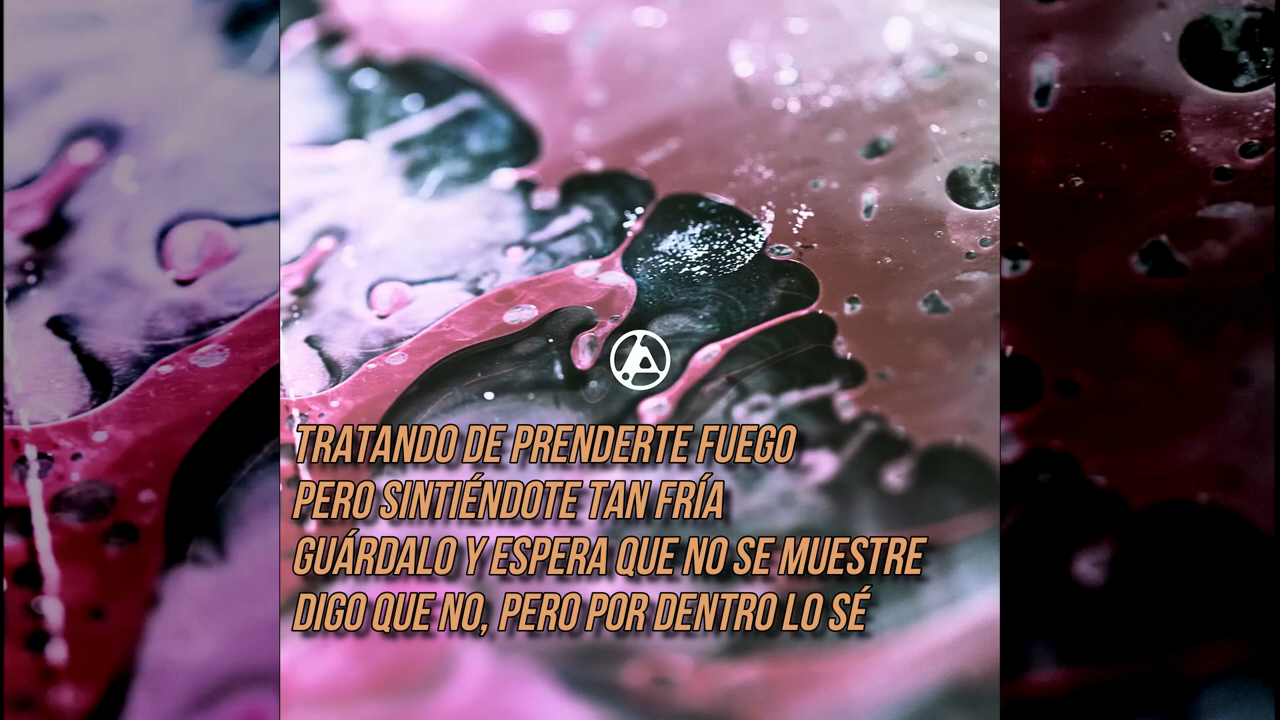 TRATANDO DE PRENDERTE FUEGO
PERO SINTIÉNDOTE TAN FRÍA
GUÁRDALO Y ESPERA QUE NO SE MUESTRE
DIGO QUE NO, PERO POR DENTRO LO SÉ